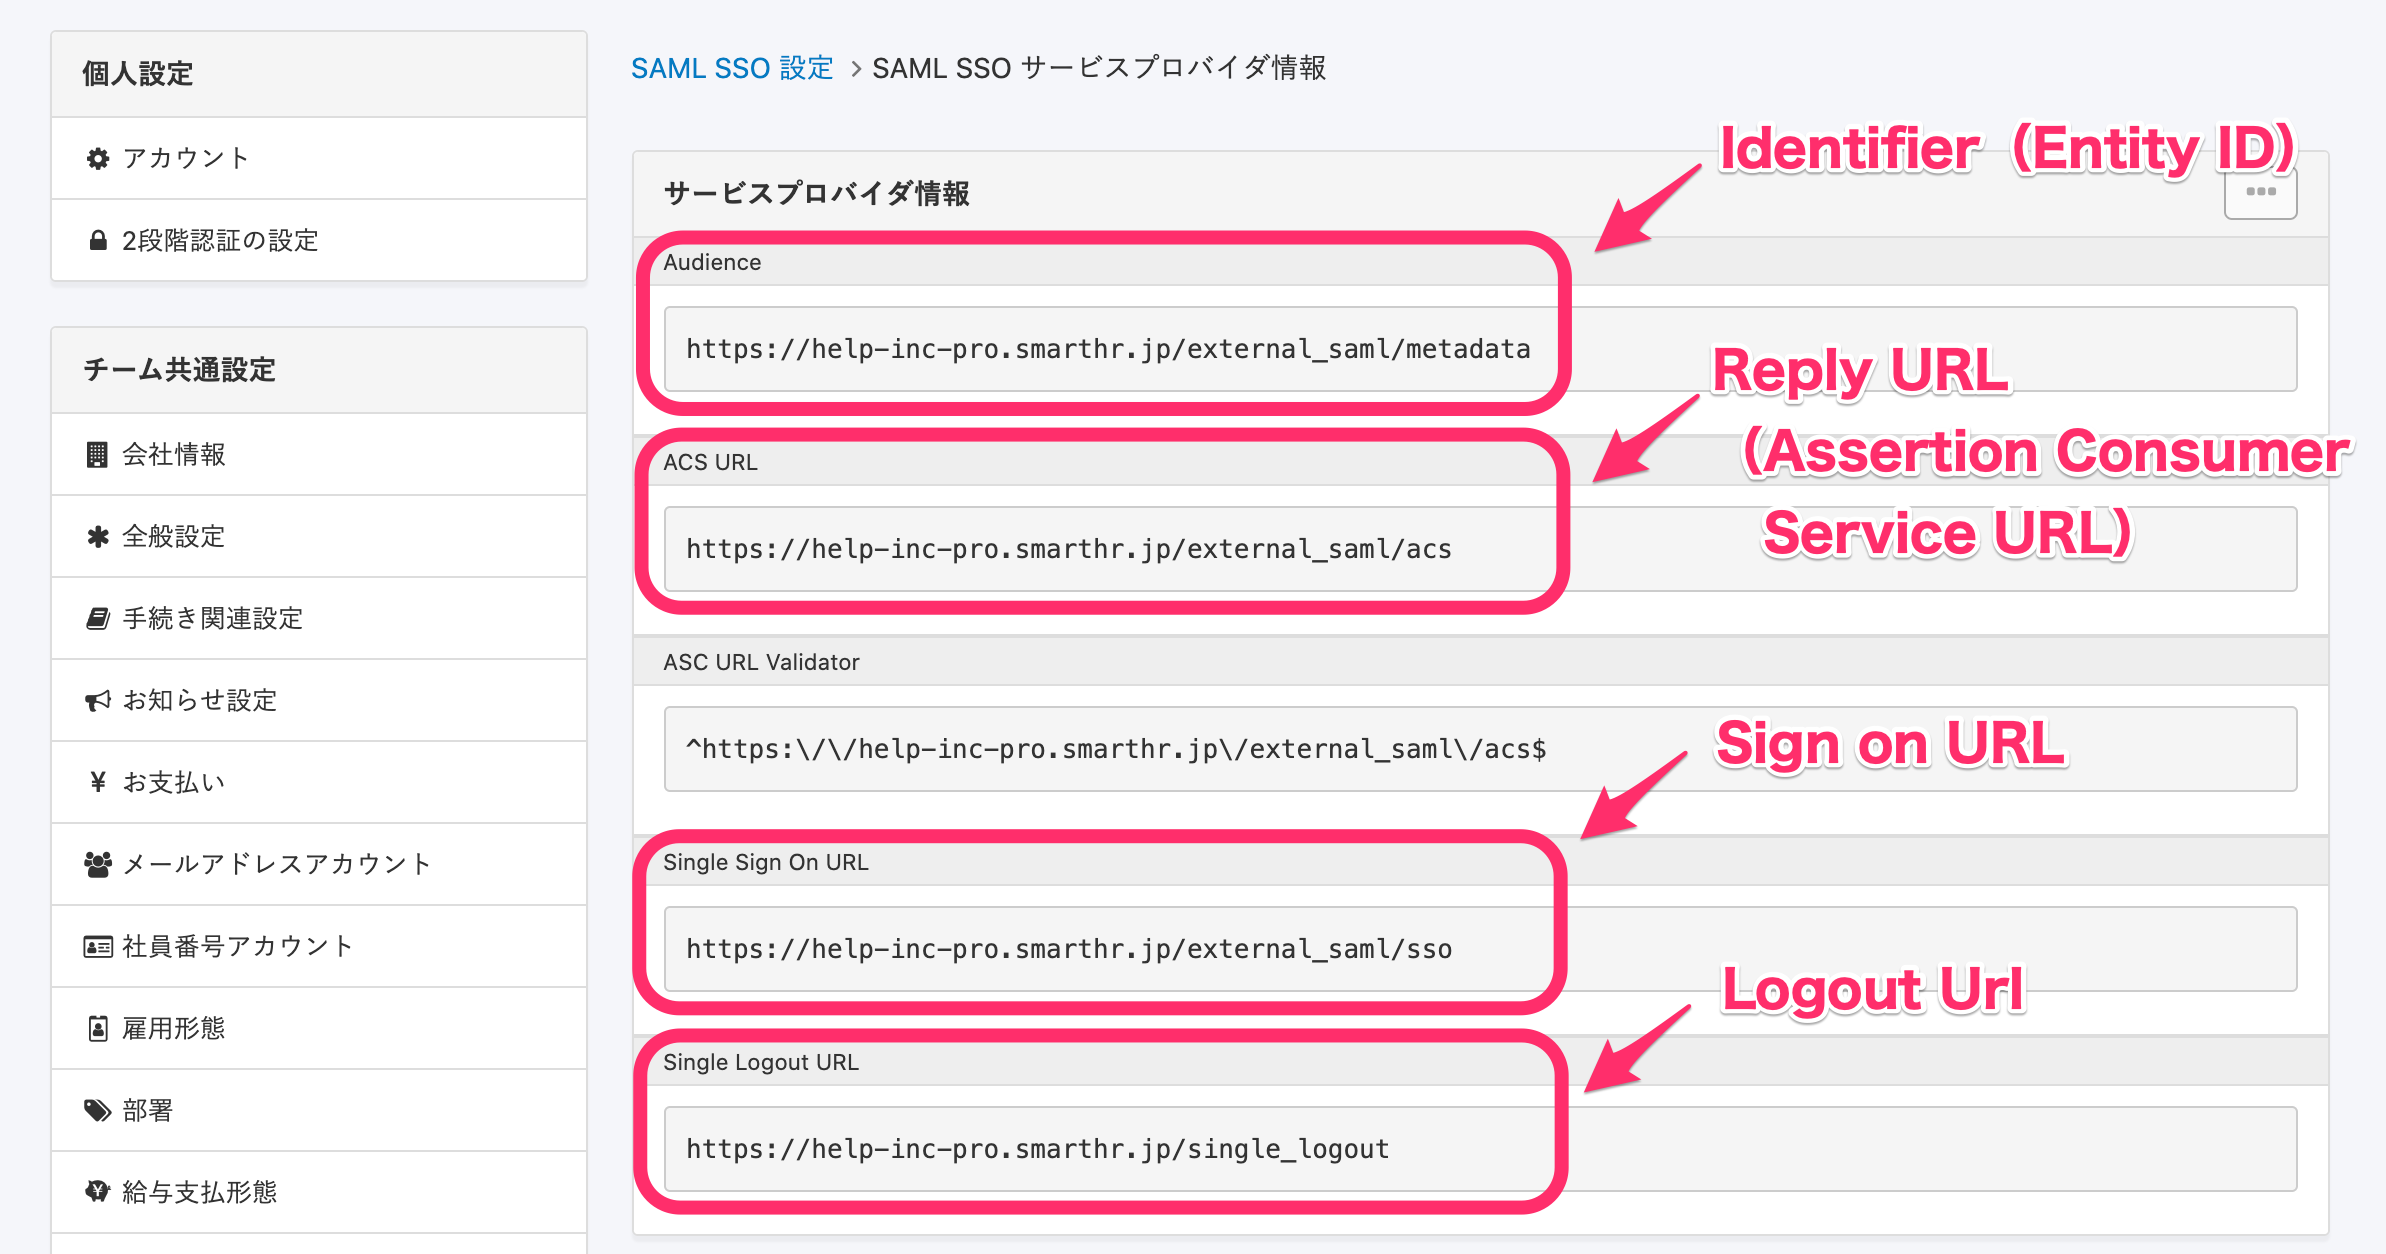 個人設定
アカウント
2段階認証の設定
チーム共通設定
会社情報
全般設定
手続き関連設定
お知らせ設定
お支払い
メールアドレスアカウント
社員番号アカウント
雇用形態
部署
給与支払形態
SAML SSO 設定 > SAML SSO サービスプロバイダ情報
サービスプロバイダ情報
Identifier (Entity ID)
Audience
https://help-inc-pro.smarthr.jp/external_saml/metadata
Reply URL
(Assertion Consumer
Service URL)
ACS URL
https://help-inc-pro.smarthr.jp/external_saml/acs
ASC URL Validator
^https:\/\/help-inc-pro.smarthr.jp\/external_saml\/acs$
Sign on URL
Single Sign On URL
https://help-inc-pro.smarthr.jp/external_saml/sso
Logout Url
Single Logout URL
https://help-inc-pro.smarthr.jp/single_logout